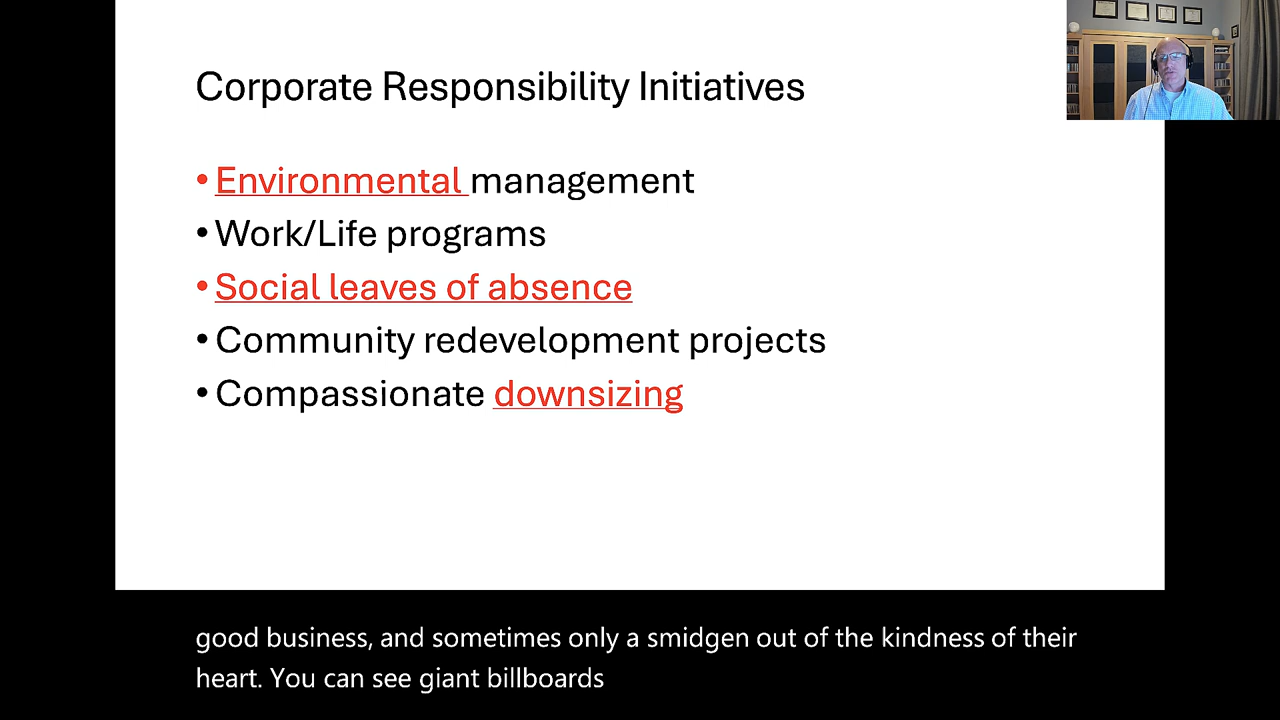 Corporate Responsibility Initiatives
• Environmental management
• Work/Life programs
• Social leaves of absence
• Community redevelopment projects
• Compassionate downsizing
good business, and sometimes only a smidgen out of the kindness of their
heart. You can see giant billboards